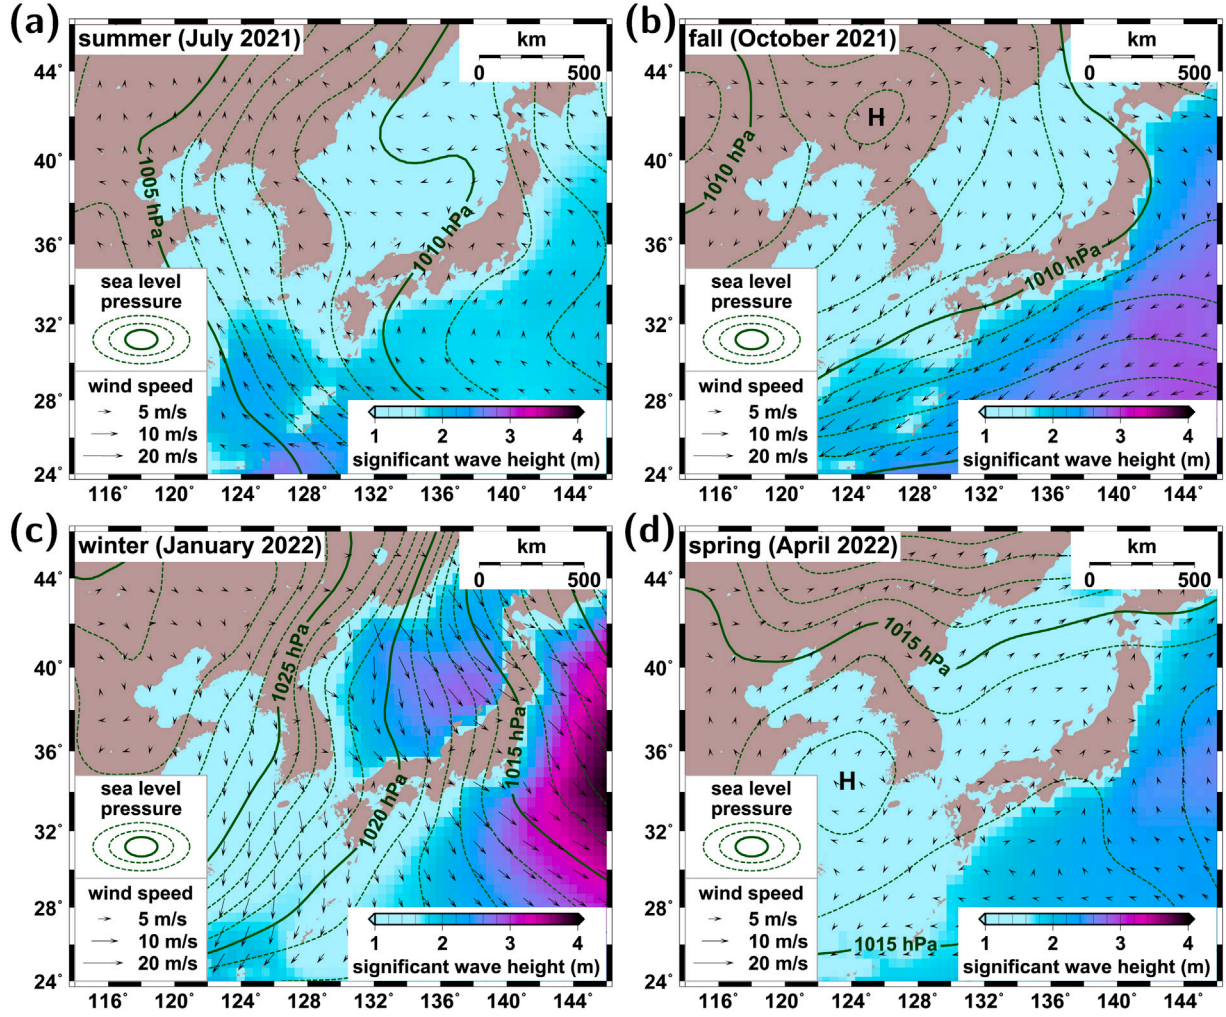 (a)
summer (July 2021)
km
0 500
44°
40°
36°
32°
28°
24°
1005 hPa
1010 hPa
sea level
pressure
wind speed
5 m/s
10 m/s
20 m/s
1 2 3 4
significant wave height (m)
116° 120° 124° 128° 132° 136° 140° 144°
(b)
fall (October 2021)
km
0 500
44°
40°
36°
32°
28°
24°
H
1010 hPa
1010 hPa
sea level
pressure
wind speed
5 m/s
10 m/s
20 m/s
1 2 3 4
significant wave height (m)
116° 120° 124° 128° 132° 136° 140° 144°
(c)
winter (January 2022)
km
0 500
44°
40°
36°
32°
28°
24°
1025 hPa
1020 hPa
1015 hPa
sea level
pressure
wind speed
5 m/s
10 m/s
20 m/s
1 2 3 4
significant wave height (m)
116° 120° 124° 128° 132° 136° 140° 144°
(d)
spring (April 2022)
km
0 500
44°
40°
36°
32°
28°
24°
1015 hPa
H
1015 hPa
sea level
pressure
wind speed
5 m/s
10 m/s
20 m/s
1 2 3 4
significant wave height (m)
116° 120° 124° 128° 132° 136° 140° 144°